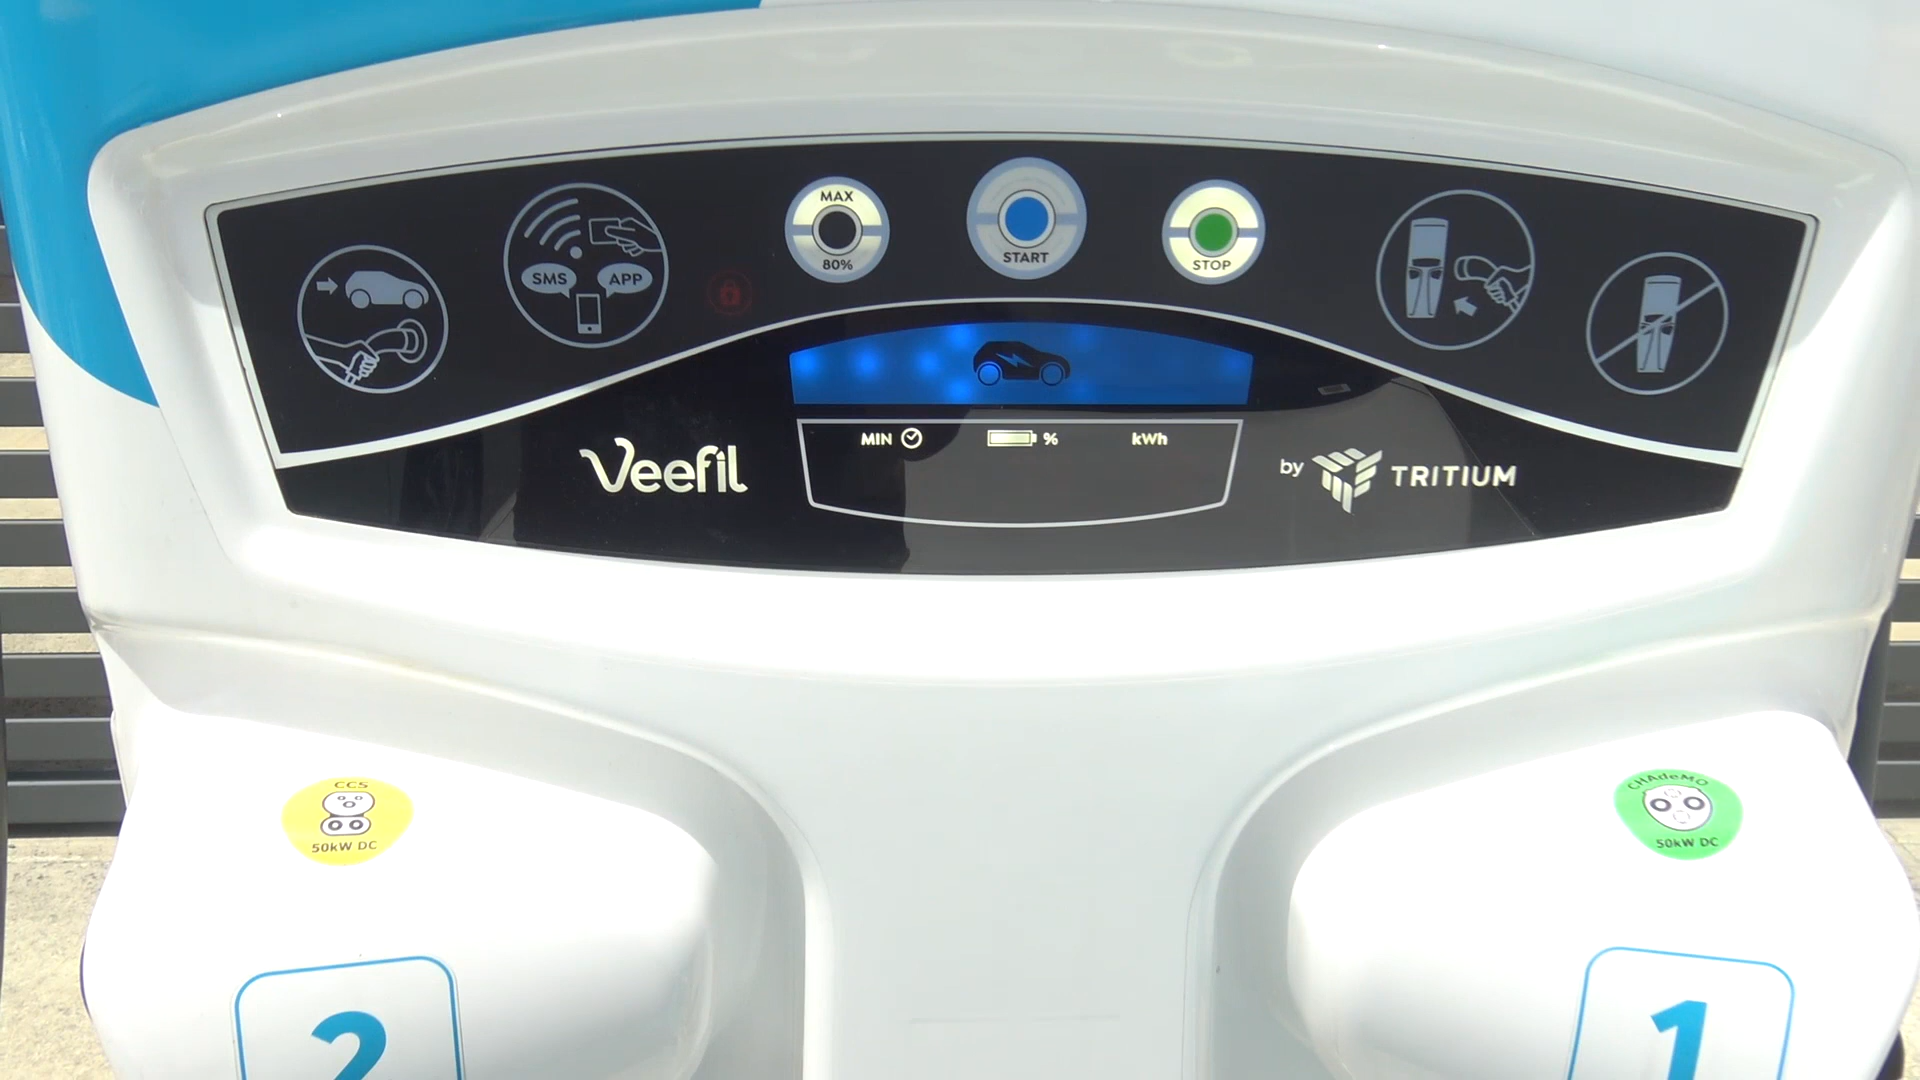 SMS APP
MAX
80%
START
STOP
MIN % kWh
Veefil
by TRITIUM
CCS
50kW DC
CHAdeMO
50kW DC
2
1